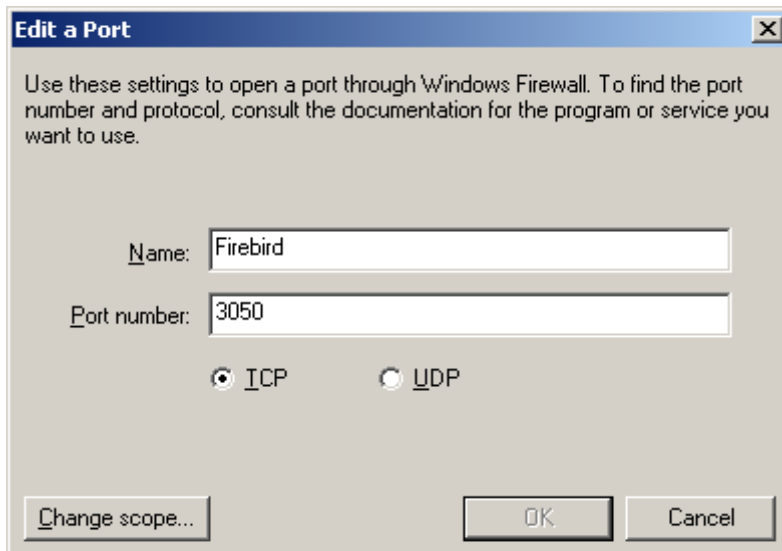 Edit a Port
Use these settings to open a port through Windows Firewall. To find the port
number and protocol, consult the documentation for the program or service you
want to use.
Name: Firebird
Port number: 3050
TCP UDP
Change scope... OK Cancel